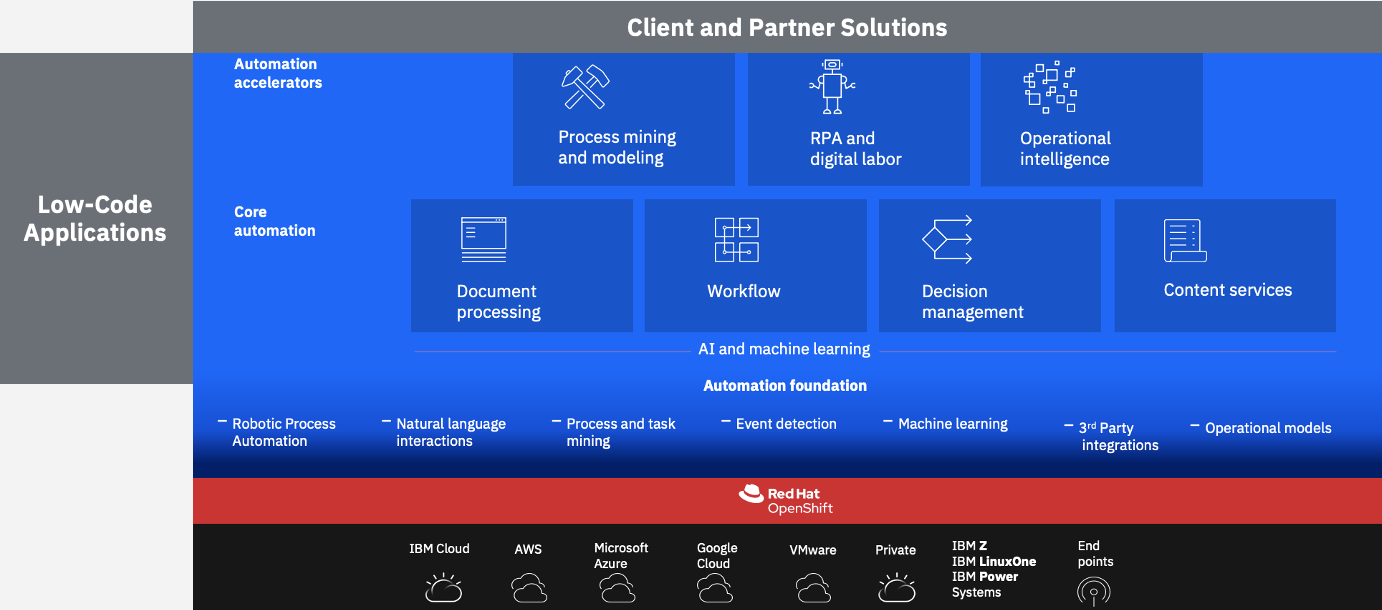 Client and Partner Solutions
Low-Code
Applications
Automation
accelerators
Process mining
and modeling
RPA and
digital labor
Operational
intelligence
Core
automation
Document
processing
Workflow
Decision
management
Content services
AI and machine learning
Automation foundation
– Robotic Process
Automation
– Natural language
interactions
– Process and task
mining
– Event detection
– Machine learning
– 3rd Party
integrations
– Operational models
Red Hat
OpenShift
IBM Cloud
AWS
Microsoft
Azure
Google
Cloud
VMware
Private
IBM Z
IBM LinuxOne
IBM Power
Systems
End
points